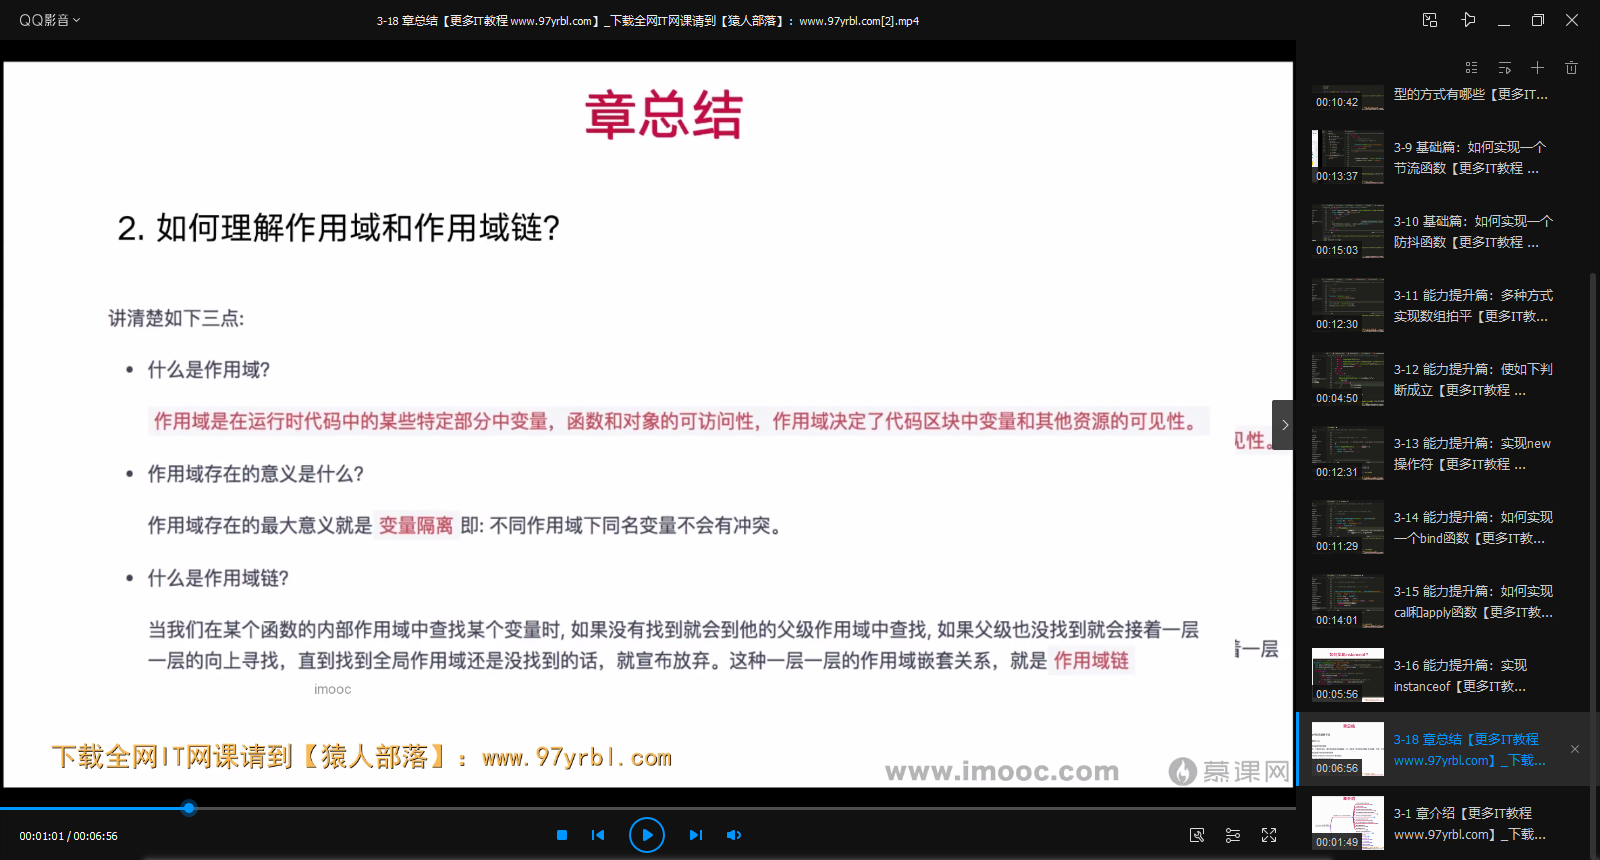 QQ影音
3-18 章总结【更多IT教程 www.97yrbl.com】_下载全网IT网课请到【猿人部落】：www.97yrbl.com[2].mp4
章总结
2. 如何理解作用域和作用域链?
讲清楚如下三点:
• 什么是作用域?
作用域是在运行时代码中的某些特定部分中变量，函数和对象的可访问性，作用域决定了代码区块中变量和其他资源的可见性。
见性。
• 作用域存在的意义是什么?
作用域存在的最大意义就是 变量隔离 即: 不同作用域下同名变量不会有冲突。
• 什么是作用域链?
当我们在某个函数的内部作用域中查找某个变量时, 如果没有找到就会到他的父级作用域中查找, 如果父级也没找到就会接着一层
一层的向上寻找，直到找到全局作用域还是没找到的话，就宣布放弃。这种一层一层的作用域嵌套关系，就是 作用域链
着一层
imooc
下载全网IT网课请到【猿人部落】：www.97yrbl.com
www.imooc.com
慕课网
00:01:01 / 00:06:56
00:10:42
型的方式有哪些【更多IT...
00:13:37
3-9 基础篇：如何实现一个
节流函数【更多IT教程 ...
00:15:03
3-10 基础篇：如何实现一个
防抖函数【更多IT教程 ...
00:12:30
3-11 能力提升篇：多种方式
实现数组拍平【更多IT教...
00:04:50
3-12 能力提升篇：使如下判
断成立【更多IT教程 ...
00:12:31
3-13 能力提升篇：实现new
操作符【更多IT教程 ...
00:11:29
3-14 能力提升篇：如何实现
一个bind函数【更多IT教...
00:14:01
3-15 能力提升篇：如何实现
call和apply函数【更多IT教...
00:05:56
3-16 能力提升篇：实现
instanceof【更多IT教...
00:06:56
3-18 章总结【更多IT教程
www.97yrbl.com】_下载...
00:01:49
3-1 章介绍【更多IT教程
www.97yrbl.com】_下载...